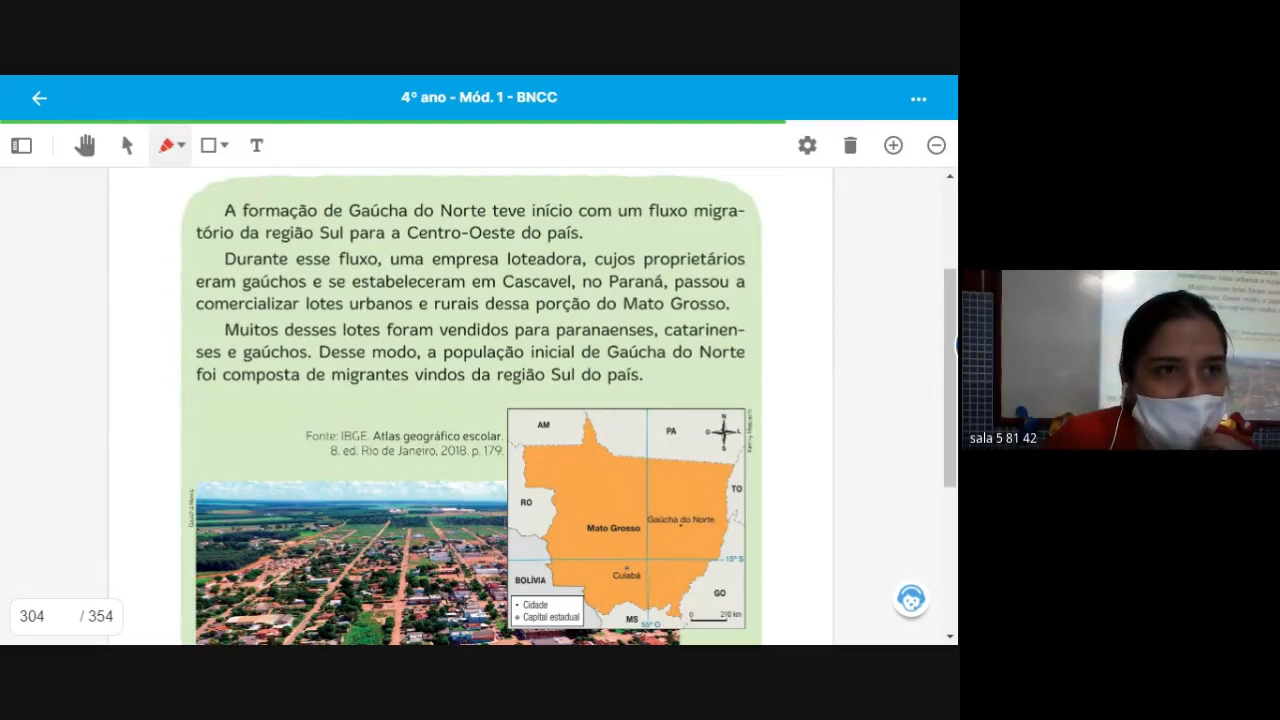 4º ano - Mód. 1 - BNCC
A formação de Gaúcha do Norte teve início com um fluxo migra-
tório da região Sul para a Centro-Oeste do país.
Durante esse fluxo, uma empresa loteadora, cujos proprietários
eram gaúchos e se estabeleceram em Cascavel, no Paraná, passou a
comercializar lotes urbanos e rurais dessa porção do Mato Grosso.
Muitos desses lotes foram vendidos para paranaenses, catarinen-
ses e gaúchos. Desse modo, a população inicial de Gaúcha do Norte
foi composta de migrantes vindos da região Sul do país.
Fonte: IBGE. Atlas geográfico escolar.
8. ed. Rio de Janeiro, 2018. p. 179.
Gaúcha News
AM
PA
N
O
L
S
RO
TO
Mato Grosso
Gaúcha do Norte
15° S
Cuiabá
BOLÍVIA
GO
Cidade
Capital estadual
MS
55° O
0 210 km
304 / 354
sala 5 81 42